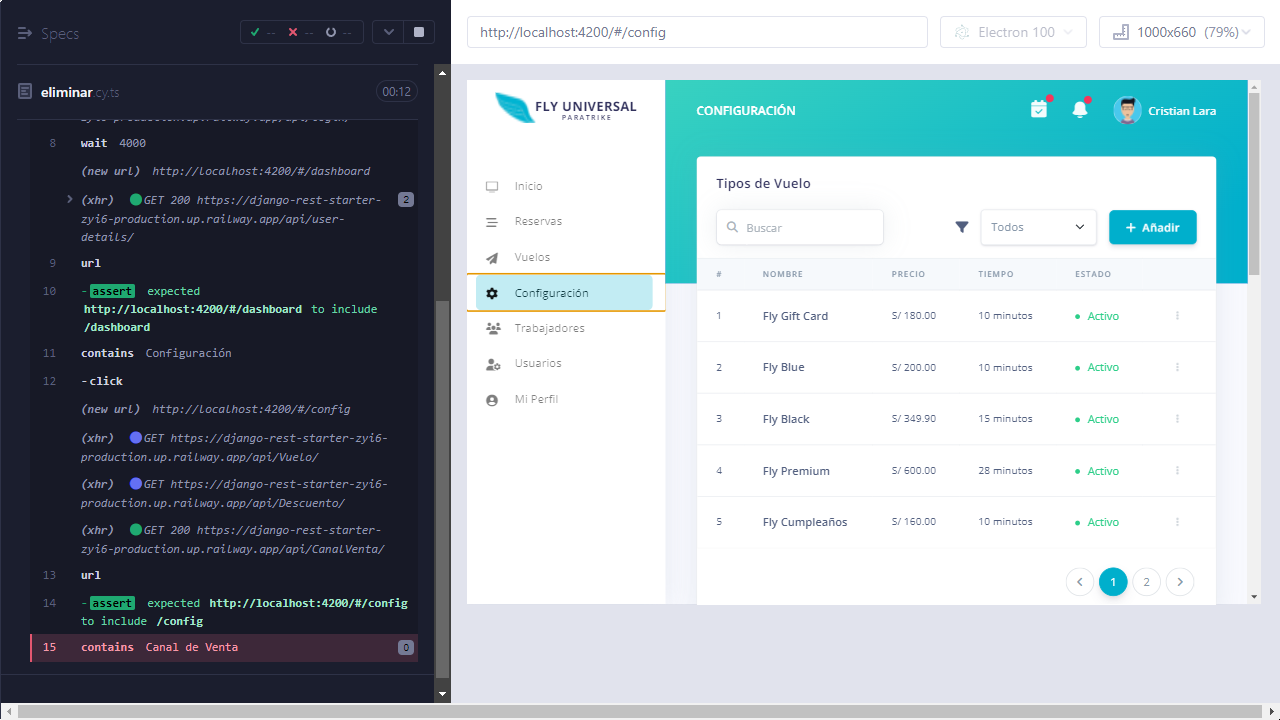 Specs
-- -- --
eliminar.cy.ts
00:12
8 wait 4000
(new url) http://localhost:4200/#/dashboard
(xhr) GET 200 https://django-rest-starter-
zyi6-production.up.railway.app/api/user-
details/
2
9 url
10 -assert expected
http://localhost:4200/#/dashboard to include
/dashboard
11 contains Configuración
12 -click
(new url) http://localhost:4200/#/config
(xhr) GET https://django-rest-starter-zyi6-
production.up.railway.app/api/Vuelo/
(xhr) GET https://django-rest-starter-zyi6-
production.up.railway.app/api/Descuento/
(xhr) GET 200 https://django-rest-starter-
zyi6-production.up.railway.app/api/CanalVenta/
13 url
14 -assert expected http://localhost:4200/#/config
to include /config
15 contains Canal de Venta 0
http://localhost:4200/#/config
Electron 100
1000x660 (79%)
FLY UNIVERSAL
PARATRIKE
Inicio
Reservas
Vuelos
Configuración
Trabajadores
Usuarios
Mi Perfil
CONFIGURACIÓN
Cristian Lara
Tipos de Vuelo
Buscar
Todos
+ Añadir
# NOMBRE PRECIO TIEMPO ESTADO
1 Fly Gift Card S/ 180.00 10 minutos Activo
2 Fly Blue S/ 200.00 10 minutos Activo
3 Fly Black S/ 349.90 15 minutos Activo
4 Fly Premium S/ 600.00 28 minutos Activo
5 Fly Cumpleaños S/ 160.00 10 minutos Activo
1 2